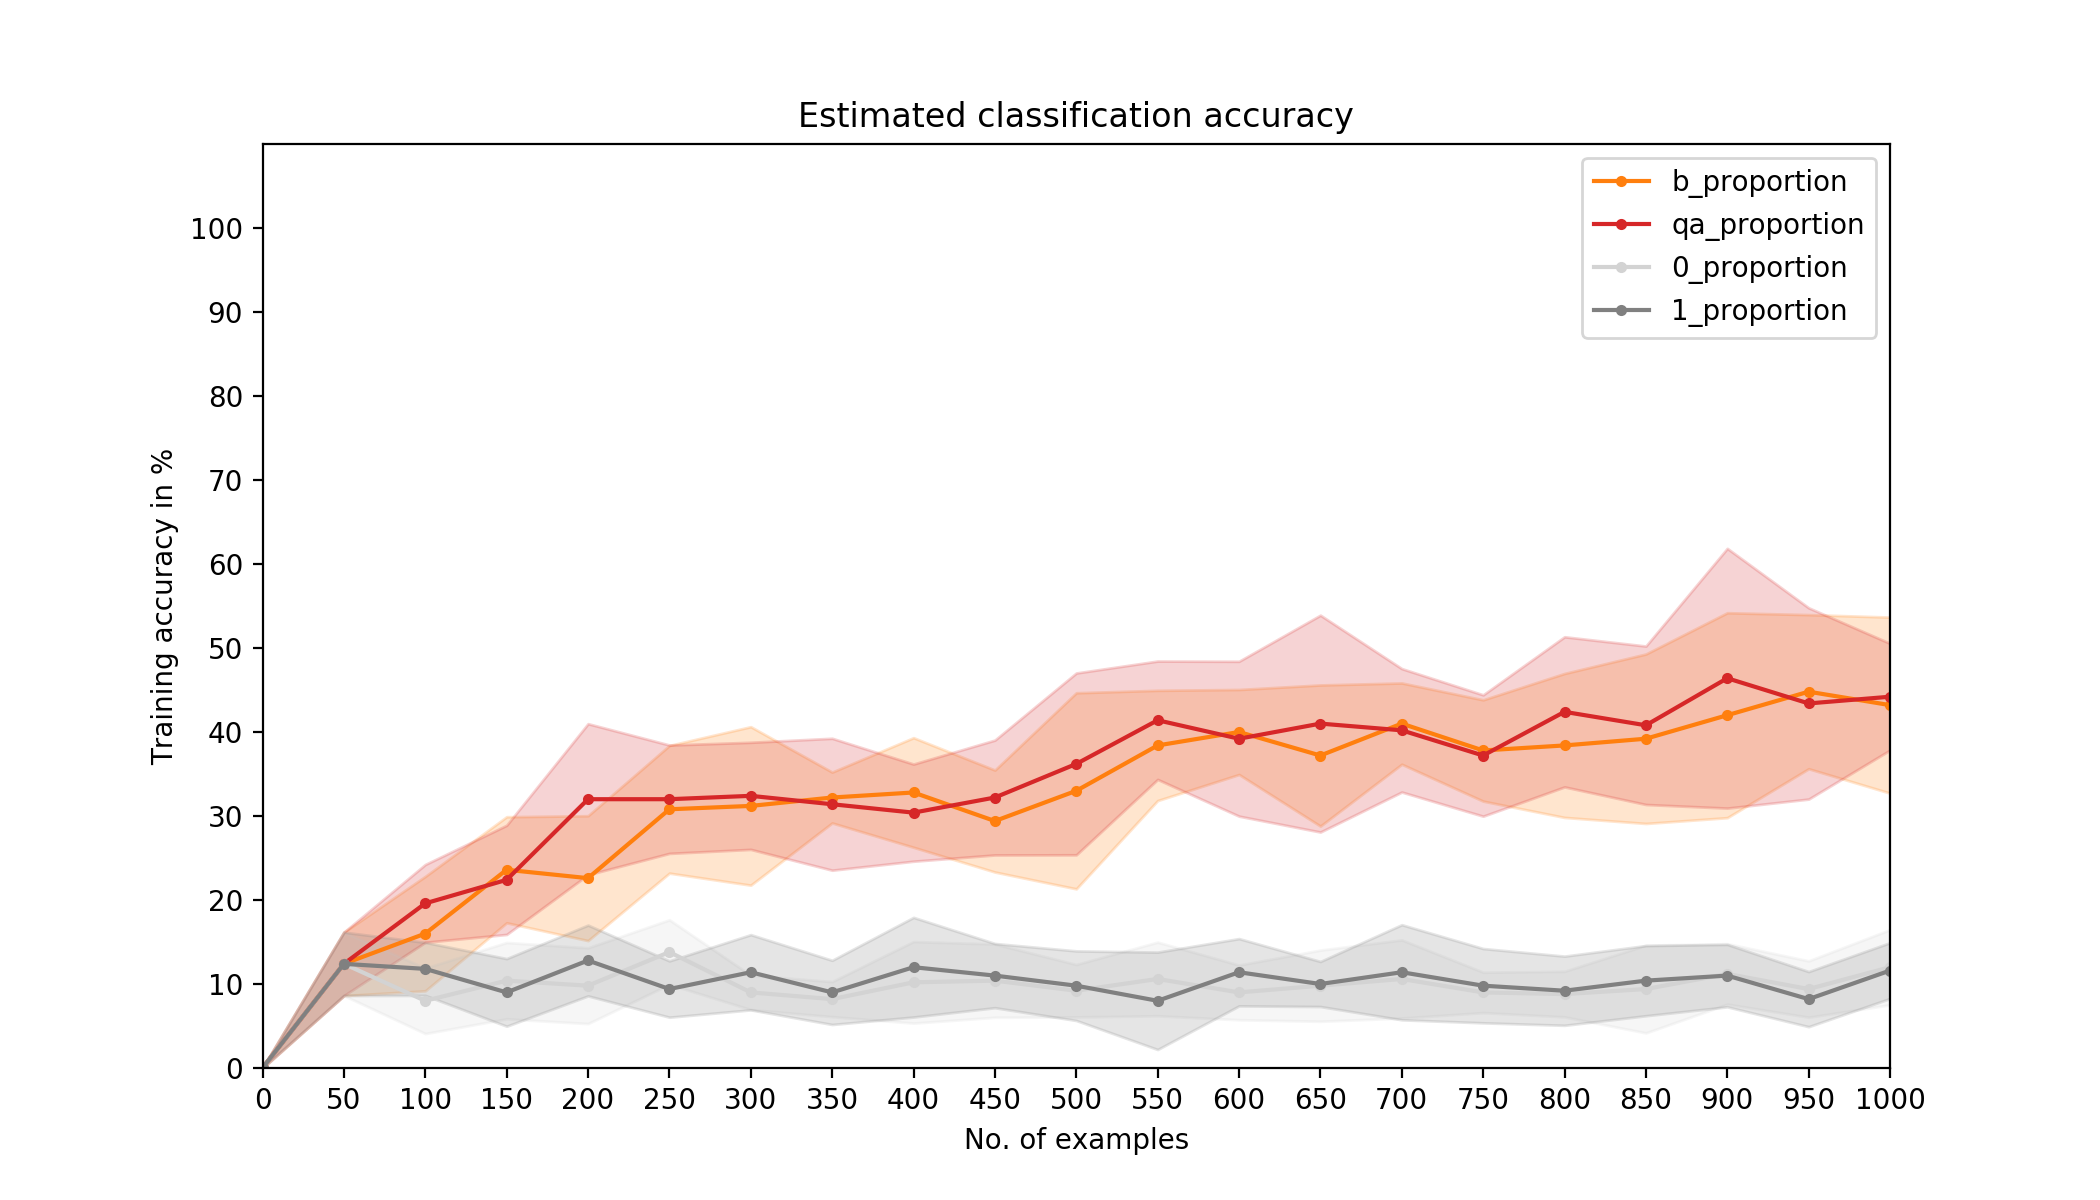 Estimated classification accuracy
b_proportion
qa_proportion
0_proportion
1_proportion
100
90
80
70
60
50
40
30
20
10
0
Training accuracy in %
0 50 100 150 200 250 300 350 400 450 500 550 600 650 700 750 800 850 900 950 1000
No. of examples